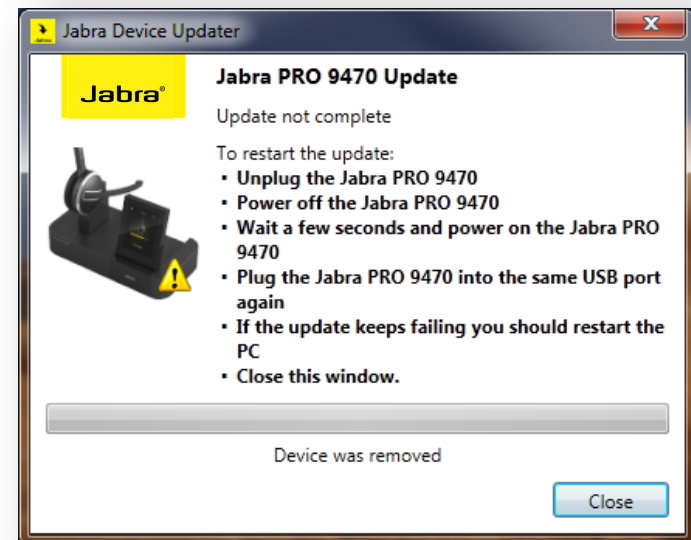 Jabra Device Updater
Jabra®
Jabra PRO 9470 Update
Update not complete
To restart the update:
▪ Unplug the Jabra PRO 9470
▪ Power off the Jabra PRO 9470
▪ Wait a few seconds and power on the Jabra PRO
9470
▪ Plug the Jabra PRO 9470 into the same USB port
again
▪ If the update keeps failing you should restart the
PC
▪ Close this window.
Device was removed
Close